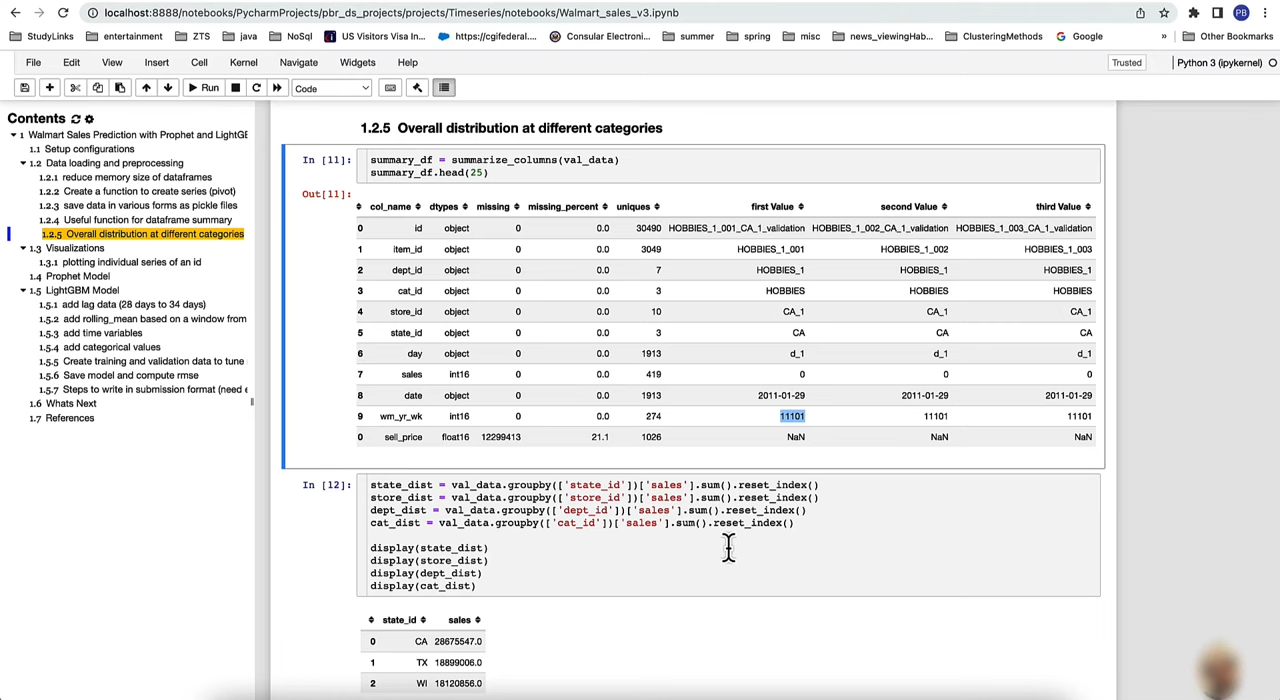 localhost:8888/notebooks/PycharmProjects/pbr_ds_projects/projects/Timeseries/notebooks/Walmart_sales_v3.ipynb
PB
StudyLinks entertainment ZTS java NoSql US Visitors Visa In... https://cgifederal.... Consular Electroni... summer spring misc news_viewingHab... ClusteringMethods Google » Other Bookmarks
File Edit View Insert Cell Kernel Navigate Widgets Help Trusted Python 3 (ipykernel)
Run Code
Contents
1 Walmart Sales Prediction with Prophet and LightGB
1.1 Setup configurations
1.2 Data loading and preprocessing
1.2.1 reduce memory size of dataframes
1.2.2 Create a function to create series (pivot)
1.2.3 save data in various forms as pickle files
1.2.4 Useful function for dataframe summary
1.2.5 Overall distribution at different categories
1.3 Visualizations
1.3.1 plotting individual series of an id
1.4 Prophet Model
1.5 LightGBM Model
1.5.1 add lag data (28 days to 34 days)
1.5.2 add rolling_mean based on a window from
1.5.3 add time variables
1.5.4 add categorical values
1.5.5 Create training and validation data to tune
1.5.6 Save model and compute rmse
1.5.7 Steps to write in submission format (need
1.6 Whats Next
1.7 References
1.2.5 Overall distribution at different categories
In [11]: summary_df = summarize_columns(val_data)
summary_df.head(25)
Out[11]:
col_name dtypes missing missing_percent uniques first Value second Value third Value
0 id object 0 0.0 30490 HOBBIES_1_001_CA_1_validation HOBBIES_1_002_CA_1_validation HOBBIES_1_003_CA_1_validation
1 item_id object 0 0.0 3049 HOBBIES_1_001 HOBBIES_1_002 HOBBIES_1_003
2 dept_id object 0 0.0 7 HOBBIES_1 HOBBIES_1 HOBBIES_1
3 cat_id object 0 0.0 3 HOBBIES HOBBIES HOBBIES
4 store_id object 0 0.0 10 CA_1 CA_1 CA_1
5 state_id object 0 0.0 3 CA CA CA
6 day object 0 0.0 1913 d_1 d_1 d_1
7 sales int16 0 0.0 419 0 0 0
8 date object 0 0.0 1913 2011-01-29 2011-01-29 2011-01-29
9 wm_yr_wk int16 0 0.0 274 11101 11101 11101
0 sell_price float16 12299413 21.1 1026 NaN NaN NaN
In [12]: state_dist = val_data.groupby(['state_id'])['sales'].sum().reset_index()
store_dist = val_data.groupby(['store_id'])['sales'].sum().reset_index()
dept_dist = val_data.groupby(['dept_id'])['sales'].sum().reset_index()
cat_dist = val_data.groupby(['cat_id'])['sales'].sum().reset_index()
display(state_dist)
display(store_dist)
display(dept_dist)
display(cat_dist)
state_id sales
0 CA 28675547.0
1 TX 18899006.0
2 WI 18120856.0